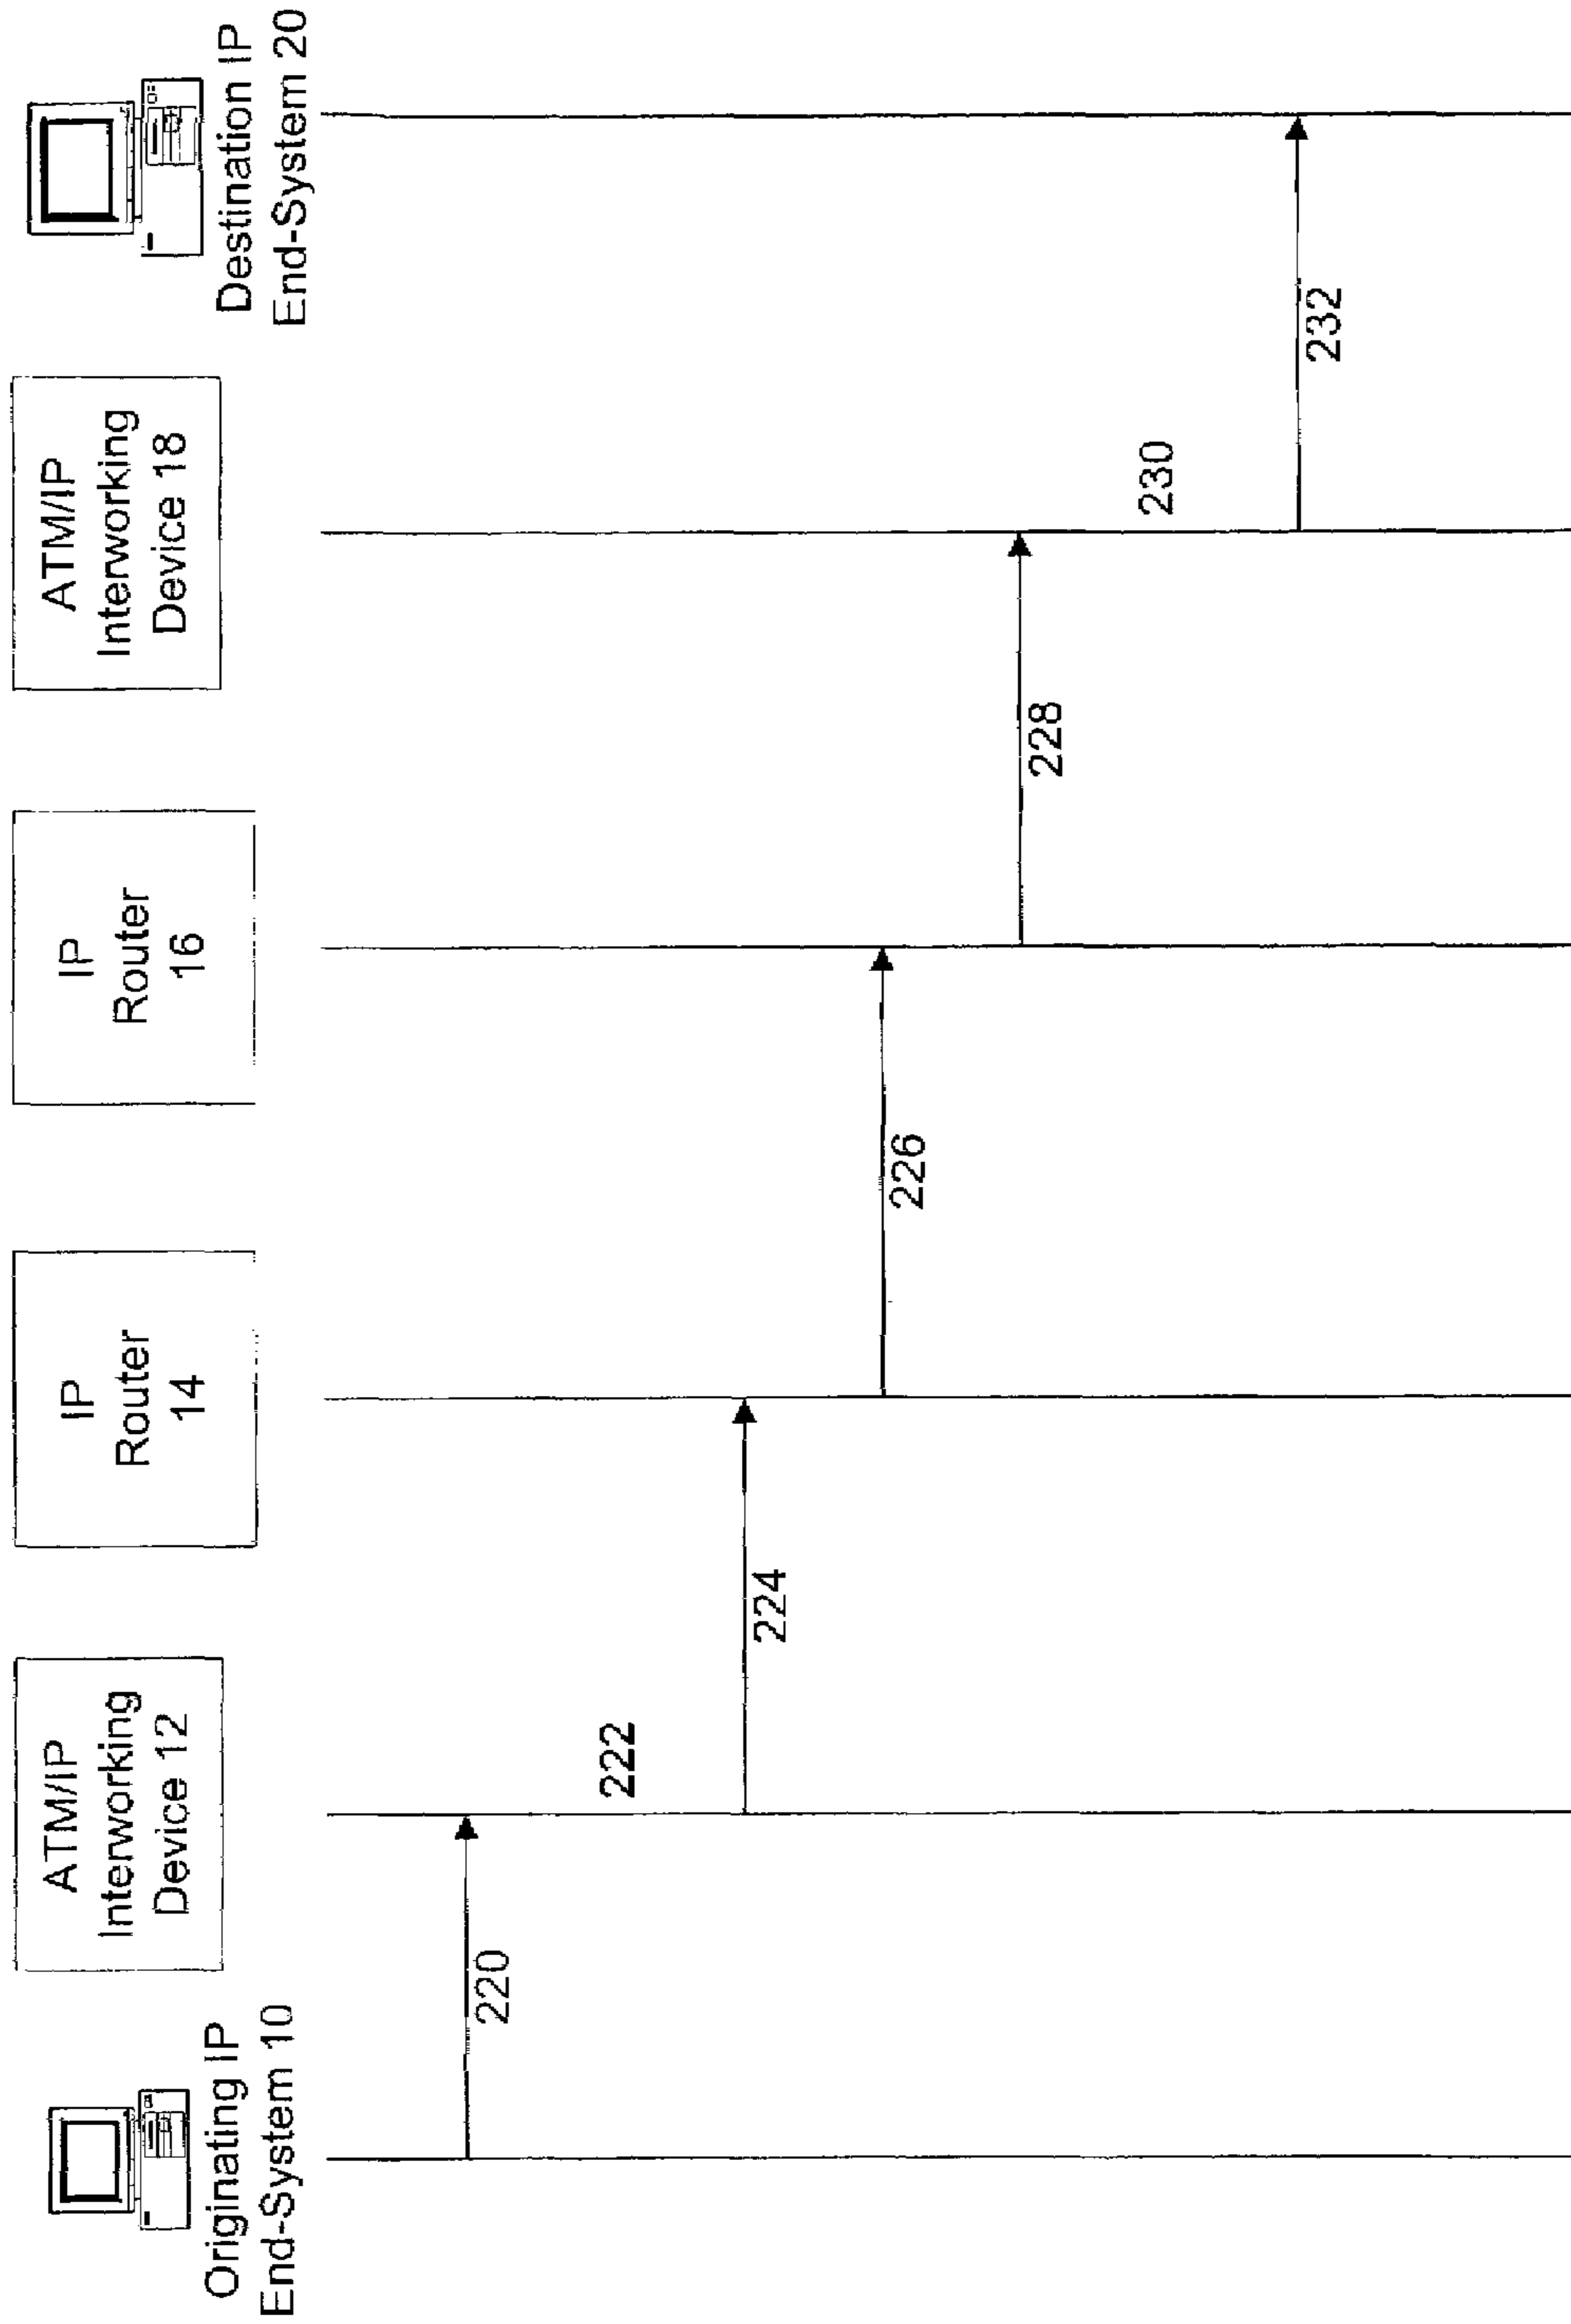 Originating IP
End-System 10
ATM/IP
Interworking
Device 12
IP
Router
14
IP
Router
16
ATM/IP
Interworking
Device 18
Destination IP
End-System 20
220
222
224
226
228
230
232